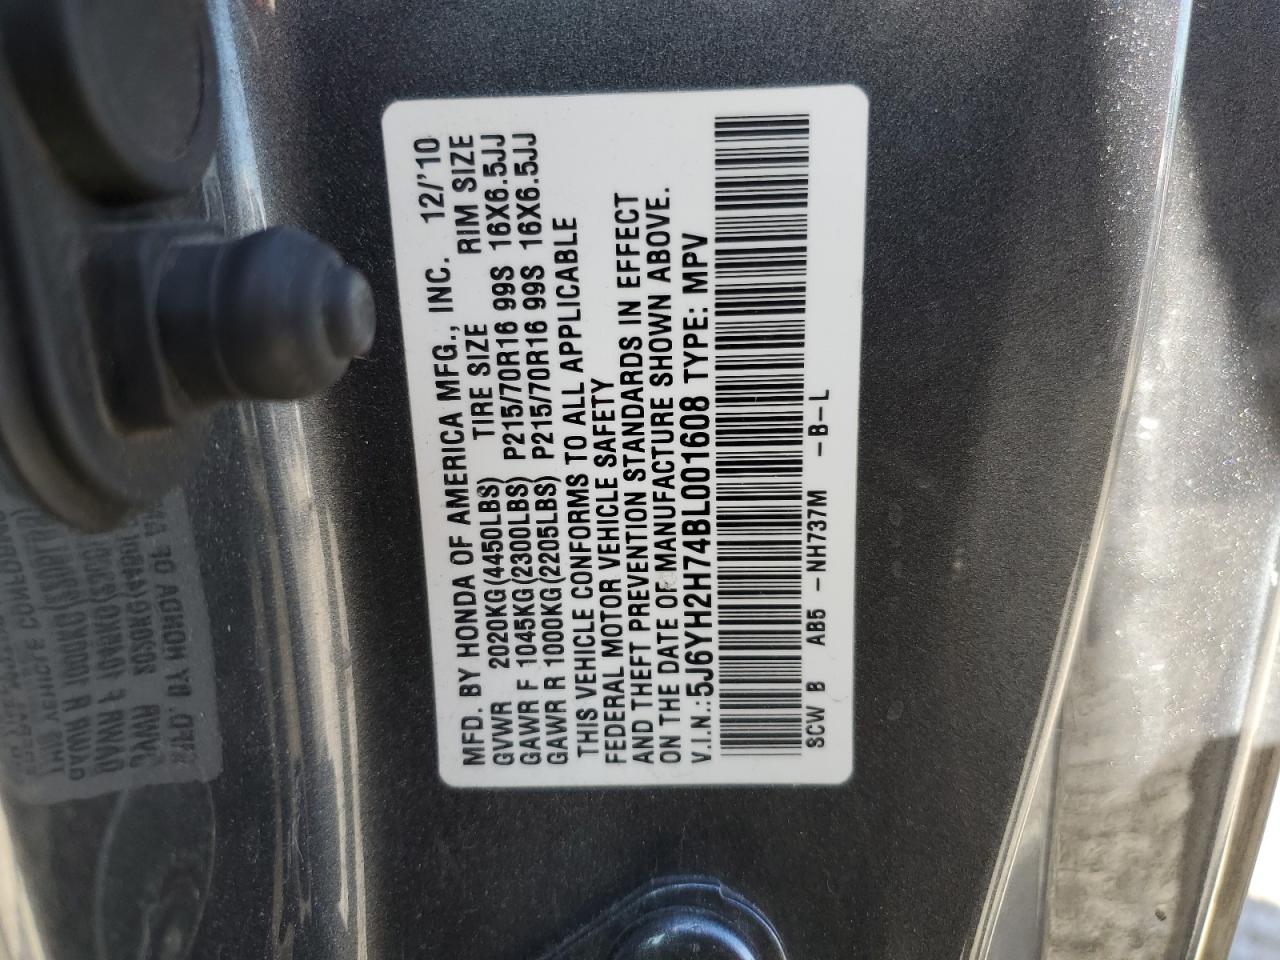 MFD. BY HONDA OF AMERICA MFG., INC. 12/'10
GVWR 2020KG(4450LBS) TIRE SIZE RIM SIZE
GAWR F 1045KG(2300LBS) P215/70R16 99S 16X6.5JJ
GAWR R 1000KG(2205LBS) P215/70R16 99S 16X6.5JJ
THIS VEHICLE CONFORMS TO ALL APPLICABLE
FEDERAL MOTOR VEHICLE SAFETY
AND THEFT PREVENTION STANDARDS IN EFFECT
ON THE DATE OF MANUFACTURE SHOWN ABOVE.
V.I.N.:5J6YH2H74BL001608 TYPE: MPV
SCW B AB5 -NH737M -B-L